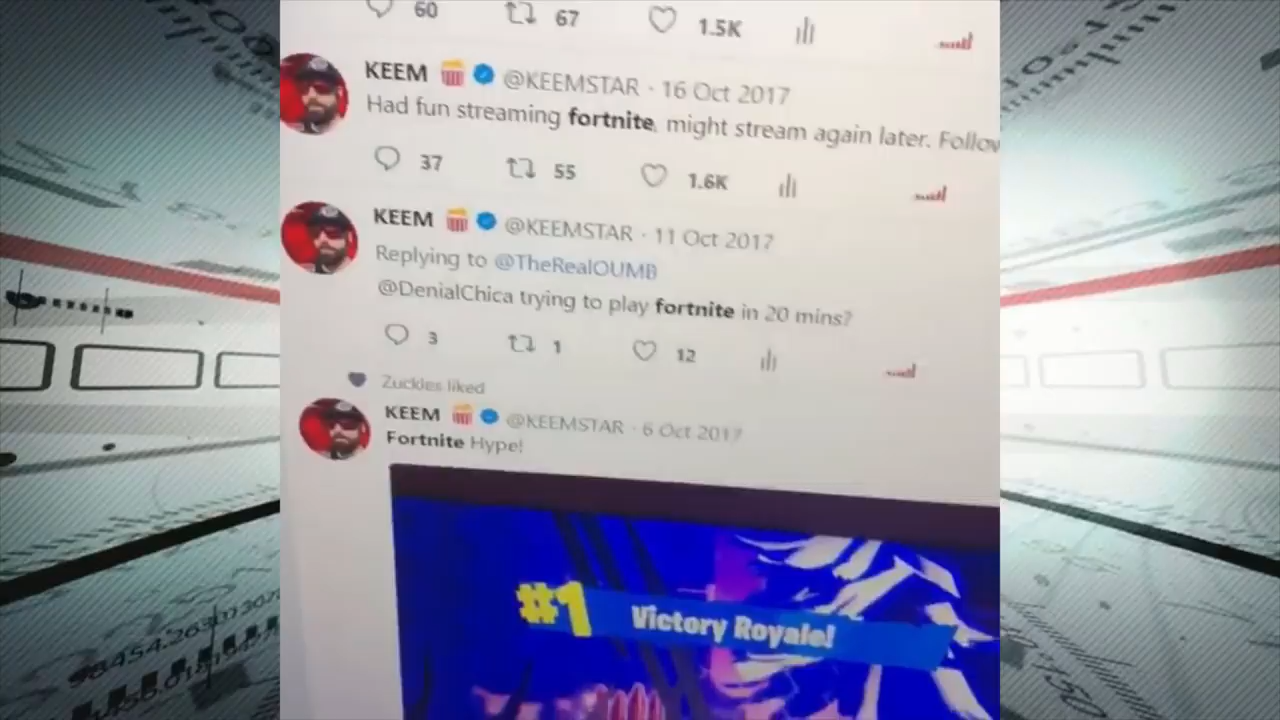 60 67 1.5K
KEEM @KEEMSTAR · 16 Oct 2017
Had fun streaming fortnite, might stream again later. Follow
37 55 1.6K
KEEM @KEEMSTAR · 11 Oct 2017
Replying to @TheRealOUMB
@DenialChica trying to play fortnite in 20 mins?
3 1 12
Zuckles liked
KEEM @KEEMSTAR · 6 Oct 2017
Fortnite Hype!
#1 Victory Royale!